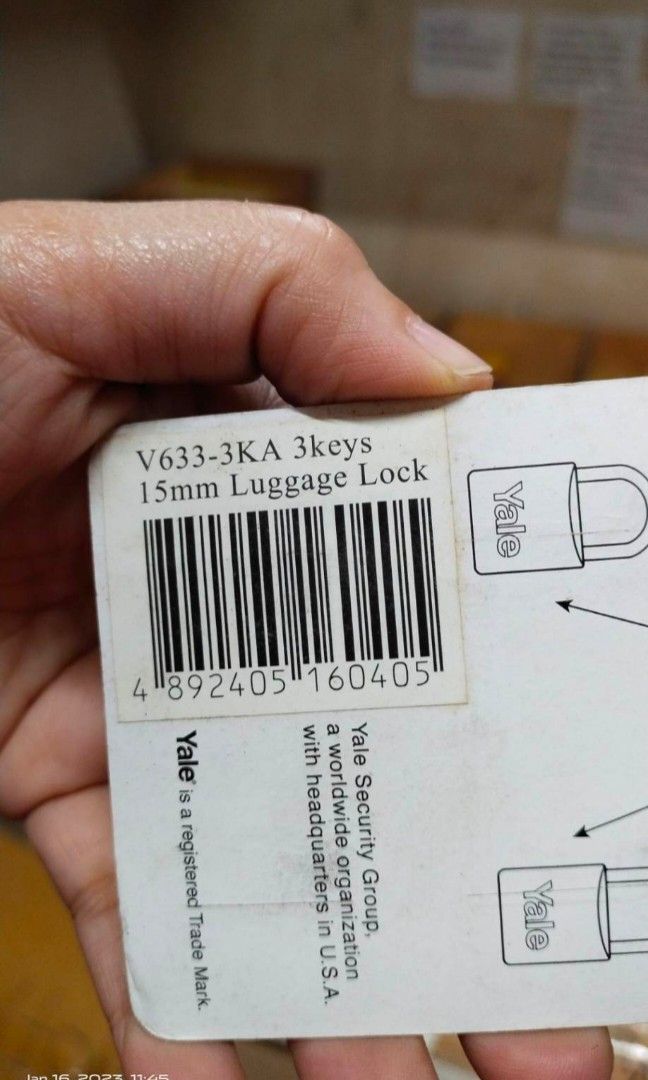 V633-3KA 3keys
15mm Luggage Lock
4 892405 160405
Yale
Yale
Yale Security Group,
a worldwide organization
with headquarters in U.S.A.
Yale® is a registered Trade Mark.
Jan 16, 2023, 11:45